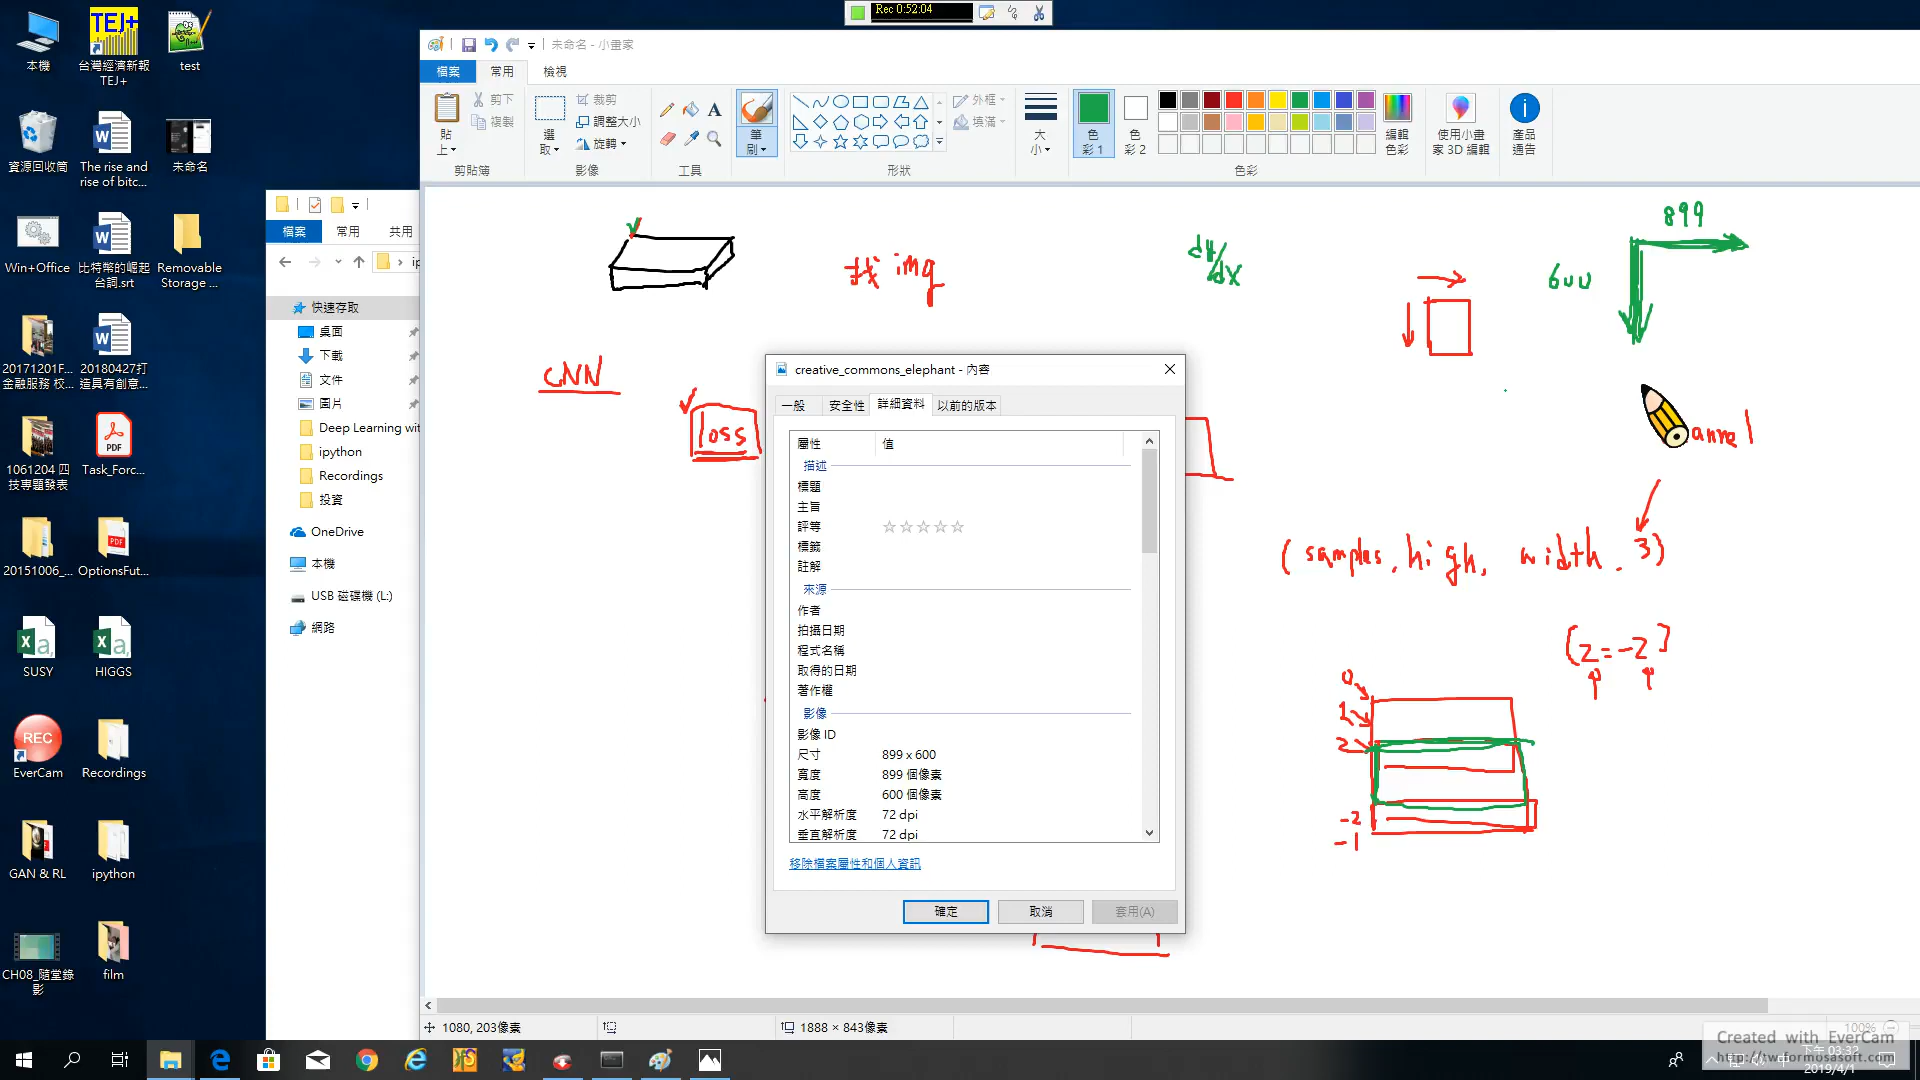 Rec 0:52:04
本機
台灣經濟新報 TEJ+
test
資源回收筒
The rise and rise of bitc...
未命名
Win+Office
比特幣的崛起 台詞.srt
Removable Storage ...
20171201F... 金融服務 校...
20180427打 造具有創意...
1061204 四 技專題發表
Task_Forc...
20151006_...
OptionsFut...
SUSY
HIGGS
EverCam
Recordings
GAN & RL
ipython
CH08_隨堂錄 影
film
檔案
常用
共用
快速存取
桌面
下載
文件
圖片
Deep Learning wit
ipython
Recordings
投資
OneDrive
本機
USB 磁碟機 (L:)
網路
未命名 - 小畫家
檔案
常用
檢視
貼上
剪下
複製
剪貼簿
選取
裁剪
調整大小
旋轉
影像
工具
筆刷
形狀
外框
填滿
大小
色彩 1
色彩 2
編輯色彩
色彩
使用小畫家 3D 編輯
產品通告
找 img
dy/dx
899
600
CNN
loss
annel
(samples, high, width, 3)
[2=-2]
0
1
2
-2
-1
creative_commons_elephant - 內容
一般
安全性
詳細資料
以前的版本
屬性
值
描述
標題
主旨
評等
標籤
註解
來源
作者
拍攝日期
程式名稱
取得的日期
著作權
影像
影像 ID
尺寸 899 x 600
寬度 899 個像素
高度 600 個像素
水平解析度 72 dpi
垂直解析度 72 dpi
移除檔案屬性和個人資訊
確定
取消
套用(A)
1080, 203像素
1888 × 843像素
100%
Created with EverCam
http://tw.formosasoft.com
下午 03:32
2019/4/1